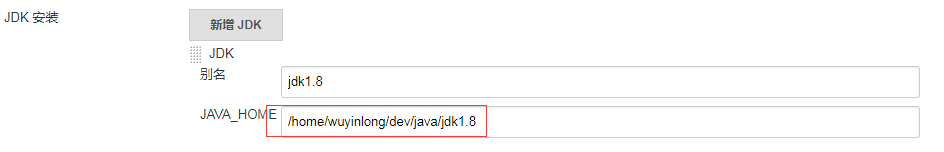 JDK 安装
新增 JDK
JDK
别名
jdk1.8
JAVA_HOME
/home/wuyinlong/dev/java/jdk1.8